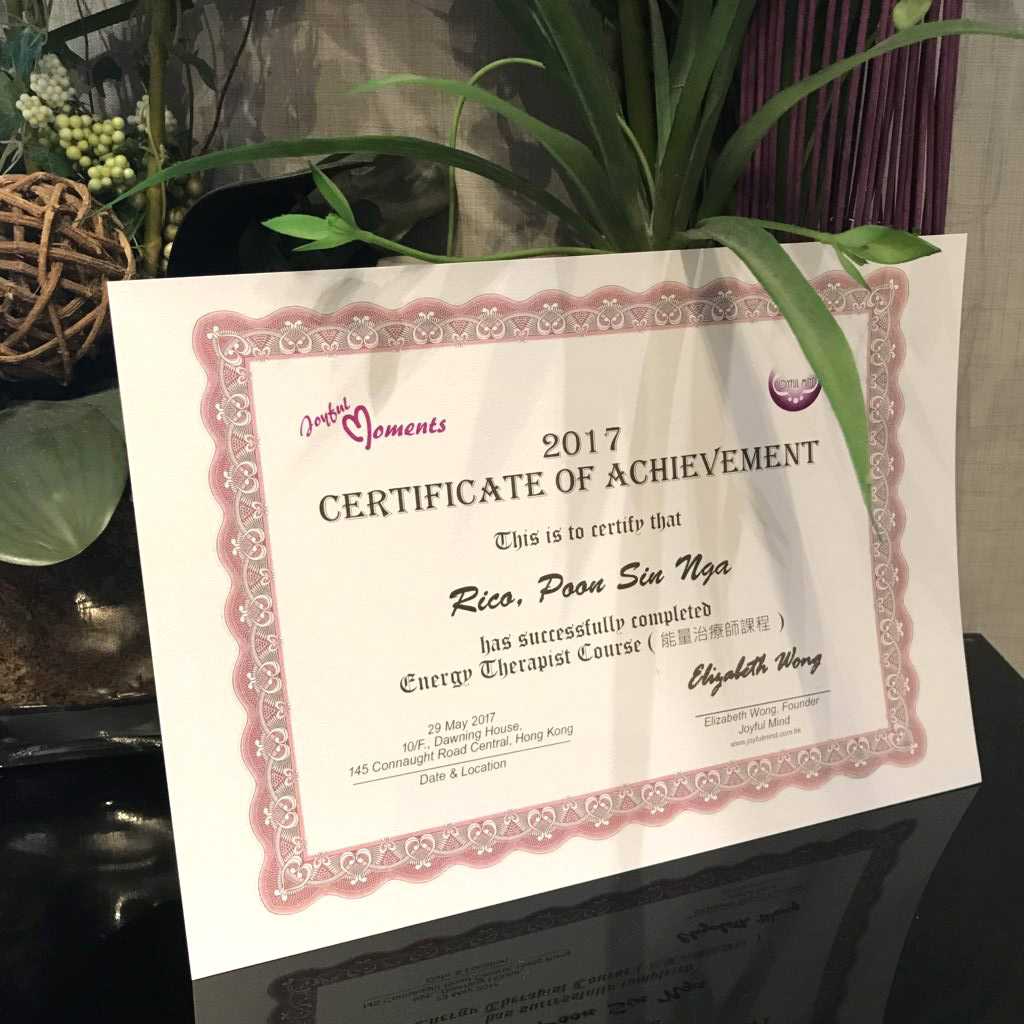 Joyful Moments
JOYFUL MIND
2017
CERTIFICATE OF ACHIEVEMENT
This is to certify that
Rico, Poon Sin Nga
has successfully completed
Energy Therapist Course ( 能量治療師課程 )
Elizabeth Wong
29 May 2017
10/F., Dawning House,
145 Connaught Road Central, Hong Kong
Date & Location
Elizabeth Wong, Founder
Joyful Mind
www.joyfulmind.com.hk